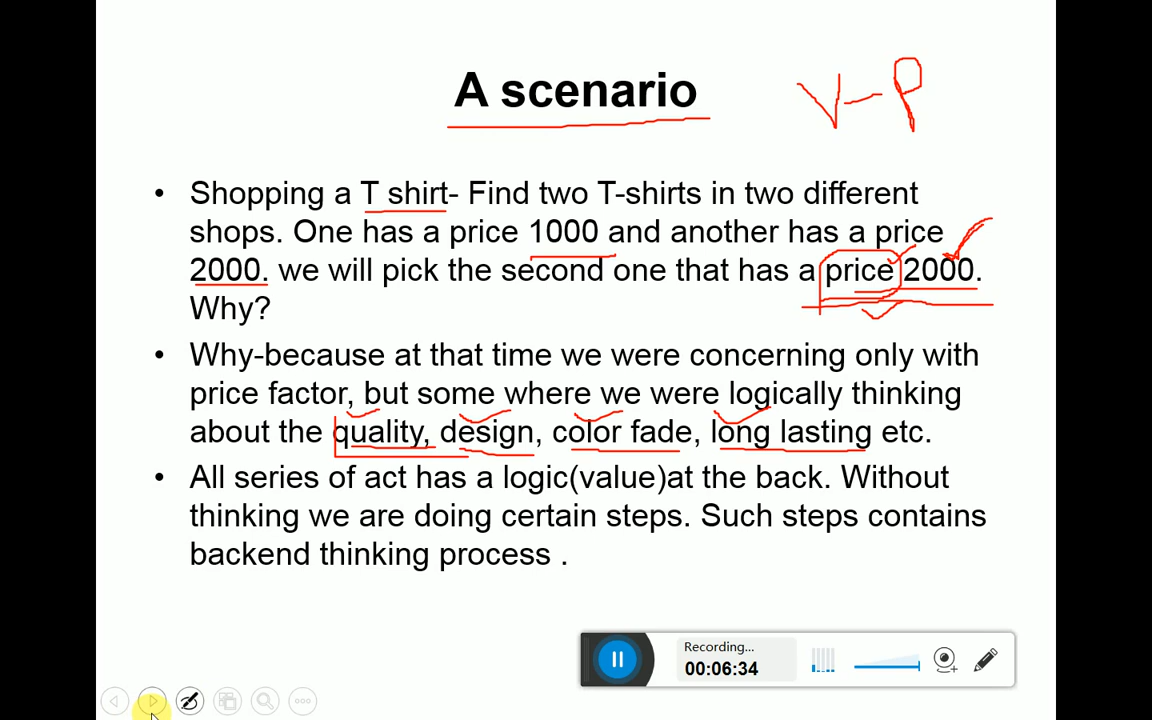 A scenario
V-P
• Shopping a T shirt- Find two T-shirts in two different
shops. One has a price 1000 and another has a price
2000. we will pick the second one that has a price 2000.
Why?
• Why-because at that time we were concerning only with
price factor, but some where we were logically thinking
about the quality, design, color fade, long lasting etc.
• All series of act has a logic(value)at the back. Without
thinking we are doing certain steps. Such steps contains
backend thinking process .
Recording...
00:06:34